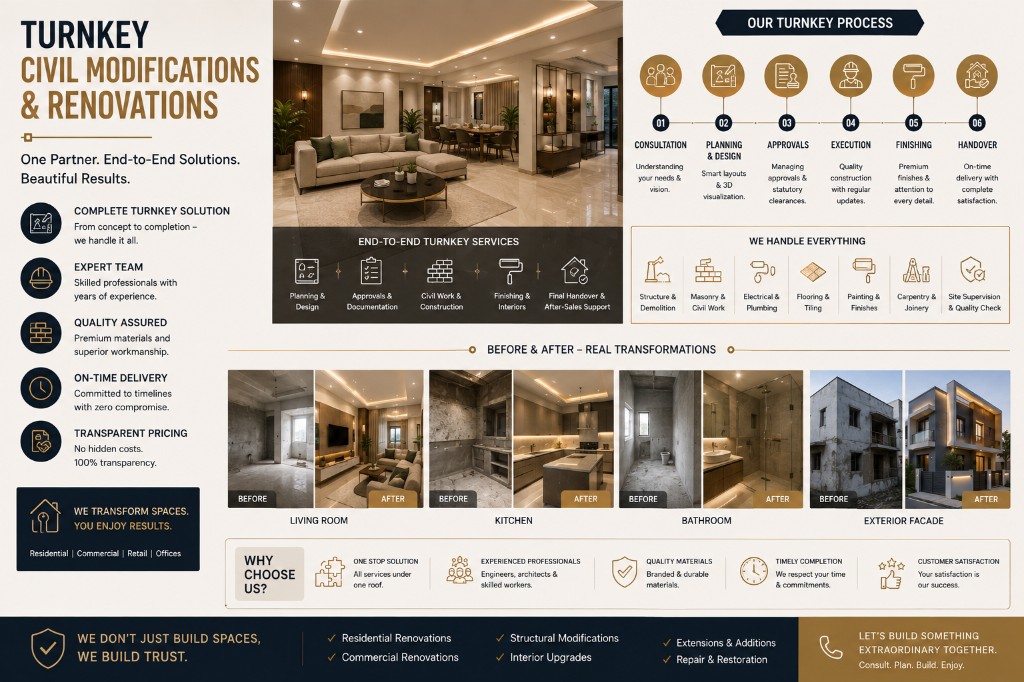 TURNKEY
CIVIL MODIFICATIONS
& RENOVATIONS
One Partner. End-to-End Solutions.
Beautiful Results.
COMPLETE TURNKEY SOLUTION
From concept to completion –
we handle it all.
EXPERT TEAM
Skilled professionals with
years of experience.
QUALITY ASSURED
Premium materials and
superior workmanship.
ON-TIME DELIVERY
Committed to timelines
with zero compromise.
TRANSPARENT PRICING
No hidden costs.
100% transparency.
WE TRANSFORM SPACES.
YOU ENJOY RESULTS.
Residential | Commercial | Retail | Offices
END-TO-END TURNKEY SERVICES
Planning &
Design
Approvals &
Documentation
Civil Work &
Construction
Finishing &
Interiors
Final Handover &
After-Sales Support
OUR TURNKEY PROCESS
01
CONSULTATION
Understanding
your needs &
vision.
02
PLANNING
& DESIGN
Smart layouts
& 3D
visualization.
03
APPROVALS
Managing
approvals &
statutory
clearances.
04
EXECUTION
Quality
construction
with regular
updates.
05
FINISHING
Premium
finishes &
attention to
every detail.
06
HANDOVER
On-time
delivery with
complete
satisfaction.
WE HANDLE EVERYTHING
Structure &
Demolition
Masonry &
Civil Work
Electrical &
Plumbing
Flooring &
Tiling
Painting &
Finishes
Carpentry &
Joinery
Site Supervision
& Quality Check
BEFORE & AFTER – REAL TRANSFORMATIONS
BEFORE
AFTER
LIVING ROOM
BEFORE
AFTER
KITCHEN
BEFORE
AFTER
BATHROOM
BEFORE
AFTER
EXTERIOR FACADE
WHY
CHOOSE
US?
ONE STOP SOLUTION
All services under
one roof.
EXPERIENCED PROFESSIONALS
Engineers, architects &
skilled workers.
QUALITY MATERIALS
Branded & durable
materials.
TIMELY COMPLETION
We respect your time
& commitments.
CUSTOMER SATISFACTION
Your satisfaction is
our success.
WE DON'T JUST BUILD SPACES,
WE BUILD TRUST.
✓ Residential Renovations
✓ Commercial Renovations
✓ Structural Modifications
✓ Interior Upgrades
✓ Extensions & Additions
✓ Repair & Restoration
LET'S BUILD SOMETHING
EXTRAORDINARY TOGETHER.
Consult. Plan. Build. Enjoy.